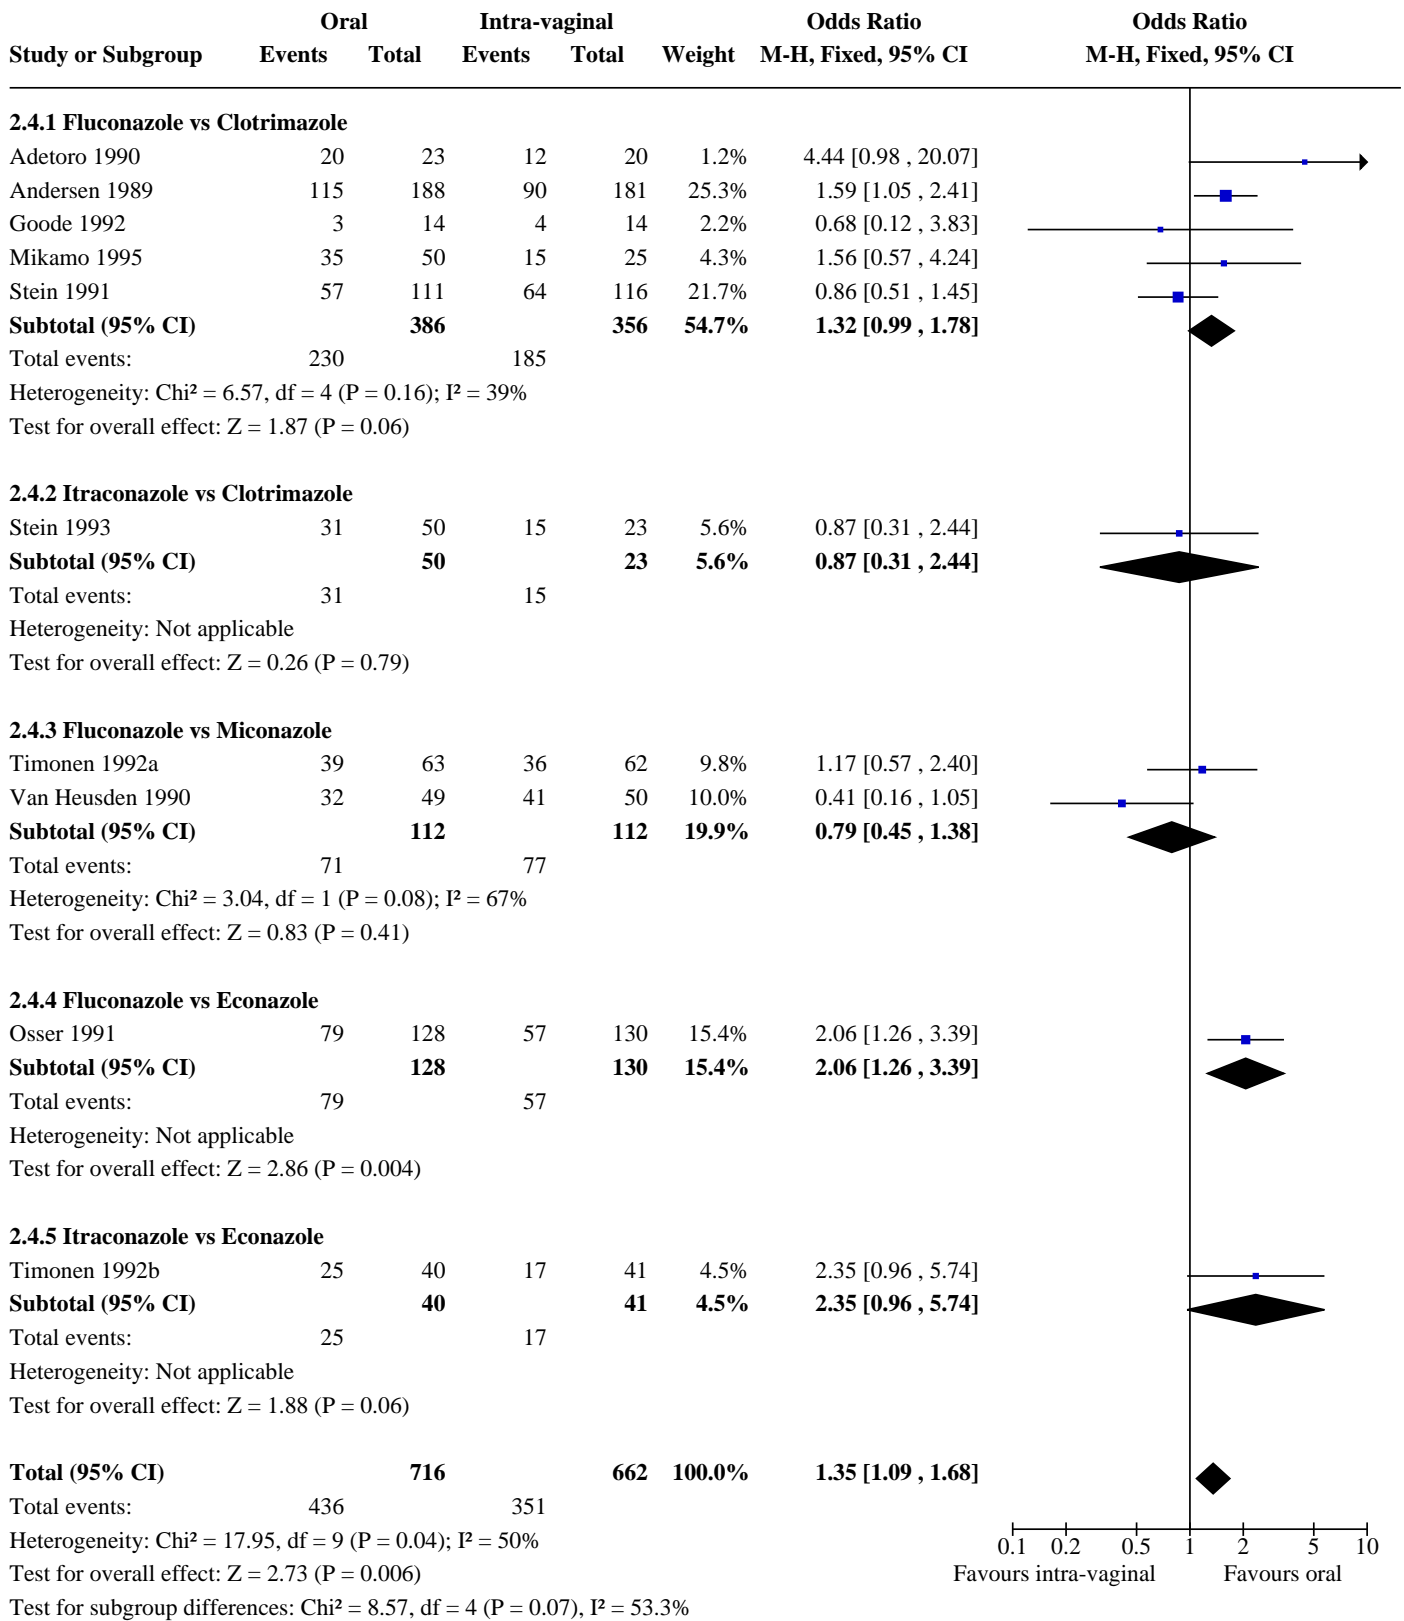 Oral Intra-vaginal Odds Ratio Odds Ratio
Study or Subgroup Events Total Events Total Weight M-H, Fixed, 95% CI M-H, Fixed, 95% CI
2.4.1 Fluconazole vs Clotrimazole
Adetoro 1990 20 23 12 20 1.2% 4.44 [0.98 , 20.07]
Andersen 1989 115 188 90 181 25.3% 1.59 [1.05 , 2.41]
Goode 1992 3 14 4 14 2.2% 0.68 [0.12 , 3.83]
Mikamo 1995 35 50 15 25 4.3% 1.56 [0.57 , 4.24]
Stein 1991 57 111 64 116 21.7% 0.86 [0.51 , 1.45]
Subtotal (95% CI) 386 356 54.7% 1.32 [0.99 , 1.78]
Total events: 230 185
Heterogeneity: Chi² = 6.57, df = 4 (P = 0.16); I² = 39%
Test for overall effect: Z = 1.87 (P = 0.06)
2.4.2 Itraconazole vs Clotrimazole
Stein 1993 31 50 15 23 5.6% 0.87 [0.31 , 2.44]
Subtotal (95% CI) 50 23 5.6% 0.87 [0.31 , 2.44]
Total events: 31 15
Heterogeneity: Not applicable
Test for overall effect: Z = 0.26 (P = 0.79)
2.4.3 Fluconazole vs Miconazole
Timonen 1992a 39 63 36 62 9.8% 1.17 [0.57 , 2.40]
Van Heusden 1990 32 49 41 50 10.0% 0.41 [0.16 , 1.05]
Subtotal (95% CI) 112 112 19.9% 0.79 [0.45 , 1.38]
Total events: 71 77
Heterogeneity: Chi² = 3.04, df = 1 (P = 0.08); I² = 67%
Test for overall effect: Z = 0.83 (P = 0.41)
2.4.4 Fluconazole vs Econazole
Osser 1991 79 128 57 130 15.4% 2.06 [1.26 , 3.39]
Subtotal (95% CI) 128 130 15.4% 2.06 [1.26 , 3.39]
Total events: 79 57
Heterogeneity: Not applicable
Test for overall effect: Z = 2.86 (P = 0.004)
2.4.5 Itraconazole vs Econazole
Timonen 1992b 25 40 17 41 4.5% 2.35 [0.96 , 5.74]
Subtotal (95% CI) 40 41 4.5% 2.35 [0.96 , 5.74]
Total events: 25 17
Heterogeneity: Not applicable
Test for overall effect: Z = 1.88 (P = 0.06)
Total (95% CI) 716 662 100.0% 1.35 [1.09 , 1.68]
Total events: 436 351
Heterogeneity: Chi² = 17.95, df = 9 (P = 0.04); I² = 50%
0.1 0.2 0.5 1 2 5 10
Test for overall effect: Z = 2.73 (P = 0.006) Favours intra-vaginal Favours oral
Test for subgroup differences: Chi² = 8.57, df = 4 (P = 0.07), I² = 53.3%